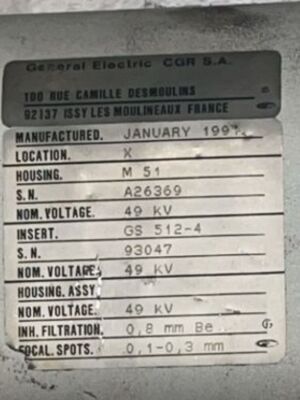 General Electric CGR S.A.
100 RUE CAMILLE DESMOULINS
92137 ISSY LES MOULINEAUX FRANCE
MANUFACTURED. JANUARY
LOCATION. X
HOUSING. M 51
S.N. A26369
NOM. VOLTAGE. 49 KV
INSERT. GS 512-4
S.N. 93047
NOM. VOLTAGE. 49 KV
HOUSING. ASSY
NOM. VOLTAGE. 49 KV
INH. FILTRATION. 0,8 mm Be
FOCAL. SPOTS. 0,1-0,3 mm